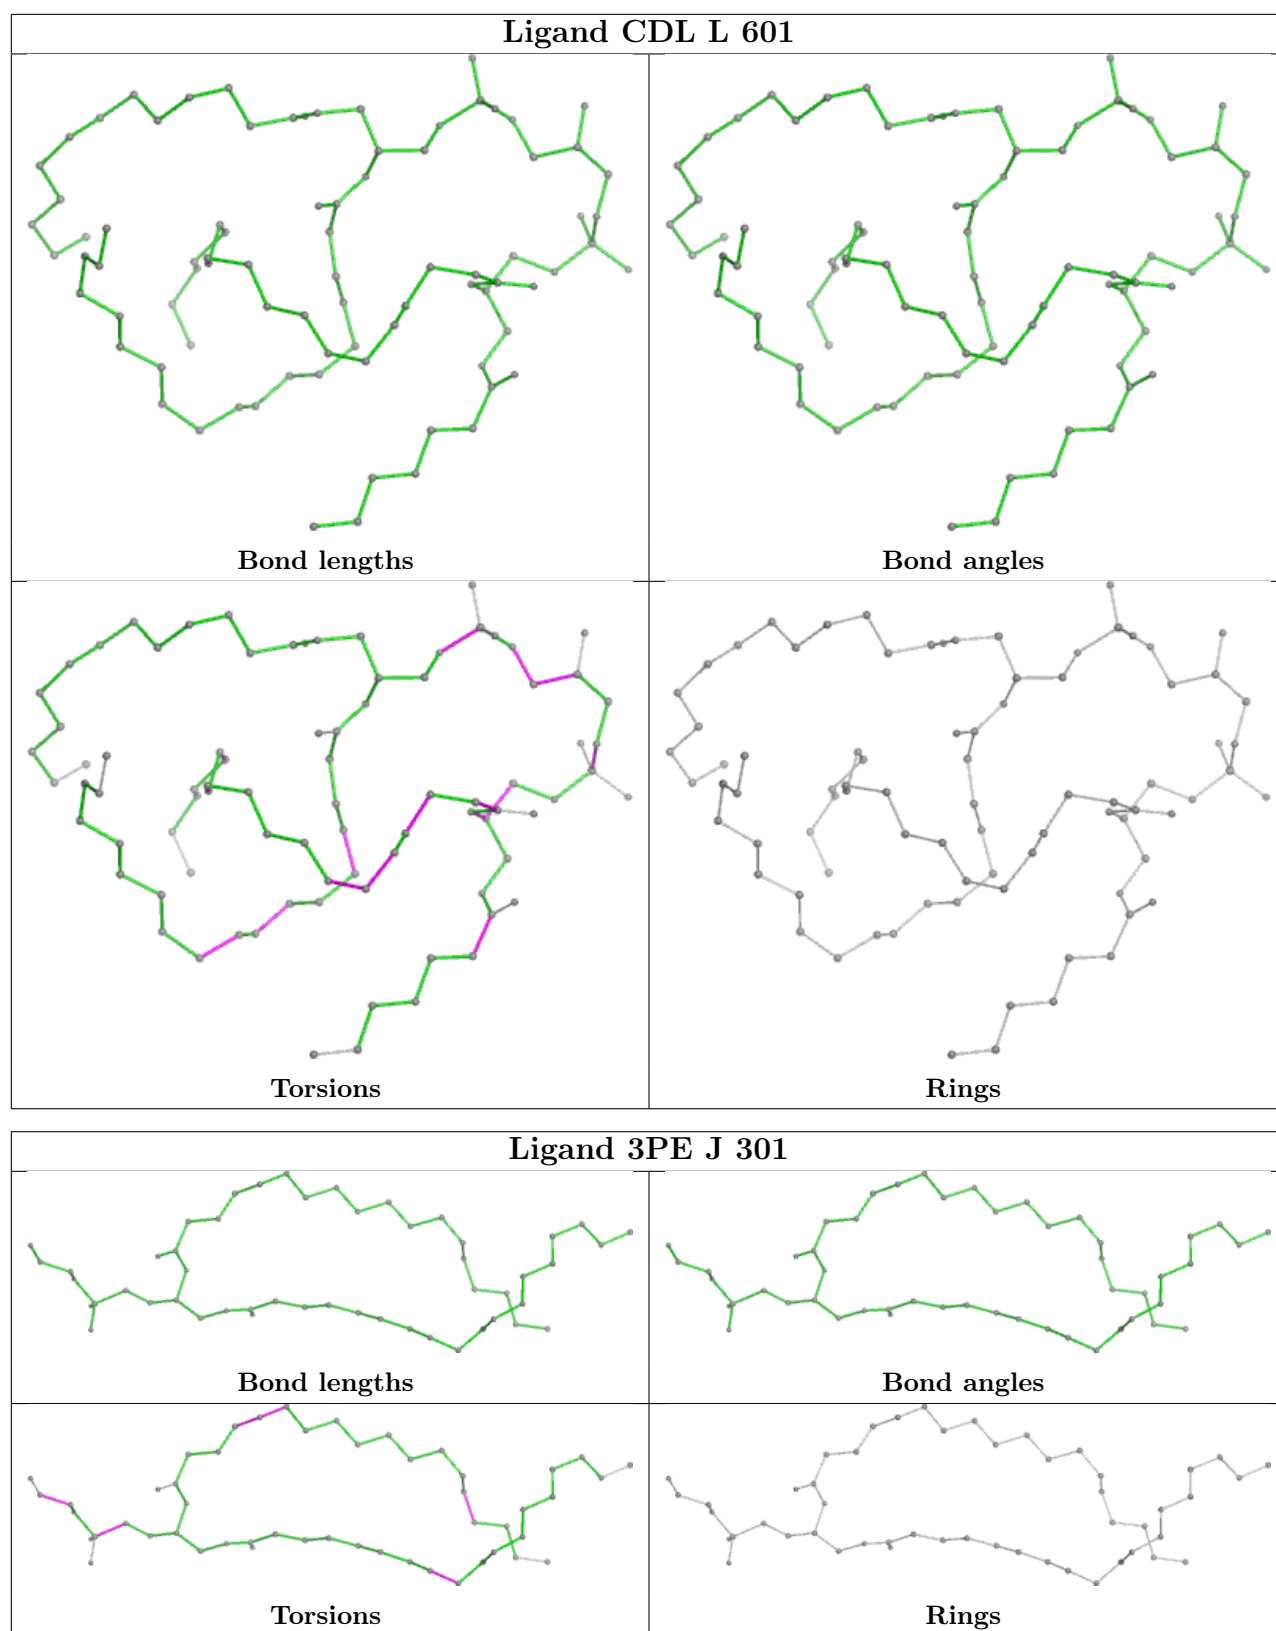 Ligand CDL L 601
Bond lengths
Bond angles
Torsions
Rings
Ligand 3PE J 301
Bond lengths
Bond angles
Torsions
Rings